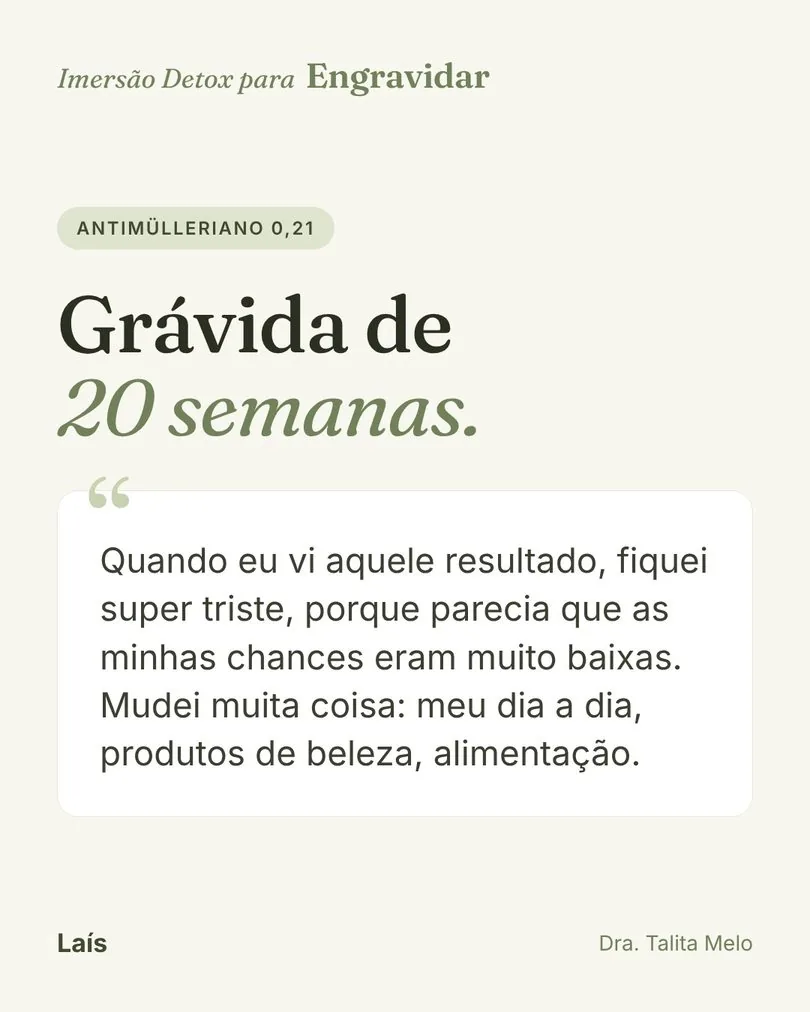 Imersão Detox para Engravidar
ANTIMÜLLERIANO 0,21
Grávida de
20 semanas.
“
Quando eu vi aquele resultado, fiquei
super triste, porque parecia que as
minhas chances eram muito baixas.
Mudei muita coisa: meu dia a dia,
produtos de beleza, alimentação.
Laís
Dra. Talita Melo